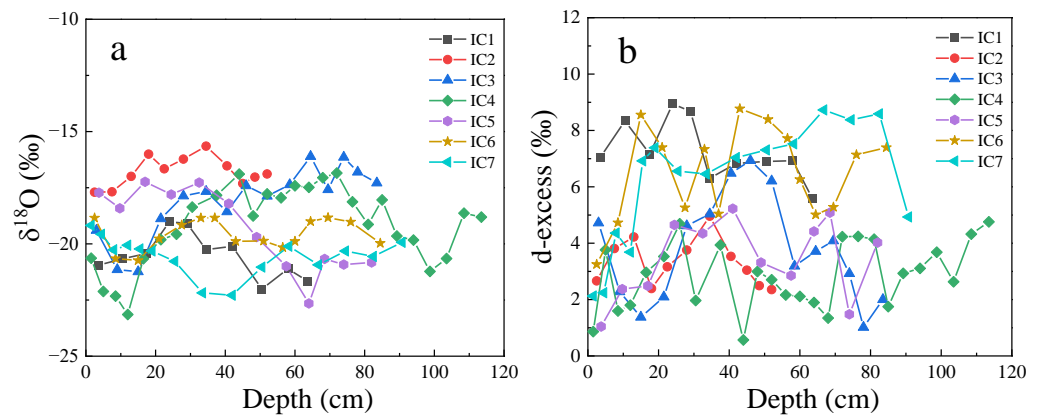 a
IC1
IC2
IC3
IC4
IC5
IC6
IC7
−10
−15
−20
−25
δ¹⁸O (‰)
0 20 40 60 80 100 120
Depth (cm)
b
IC1
IC2
IC3
IC4
IC5
IC6
IC7
12
10
8
6
4
2
0
d-excess (‰)
0 20 40 60 80 100 120
Depth (cm)